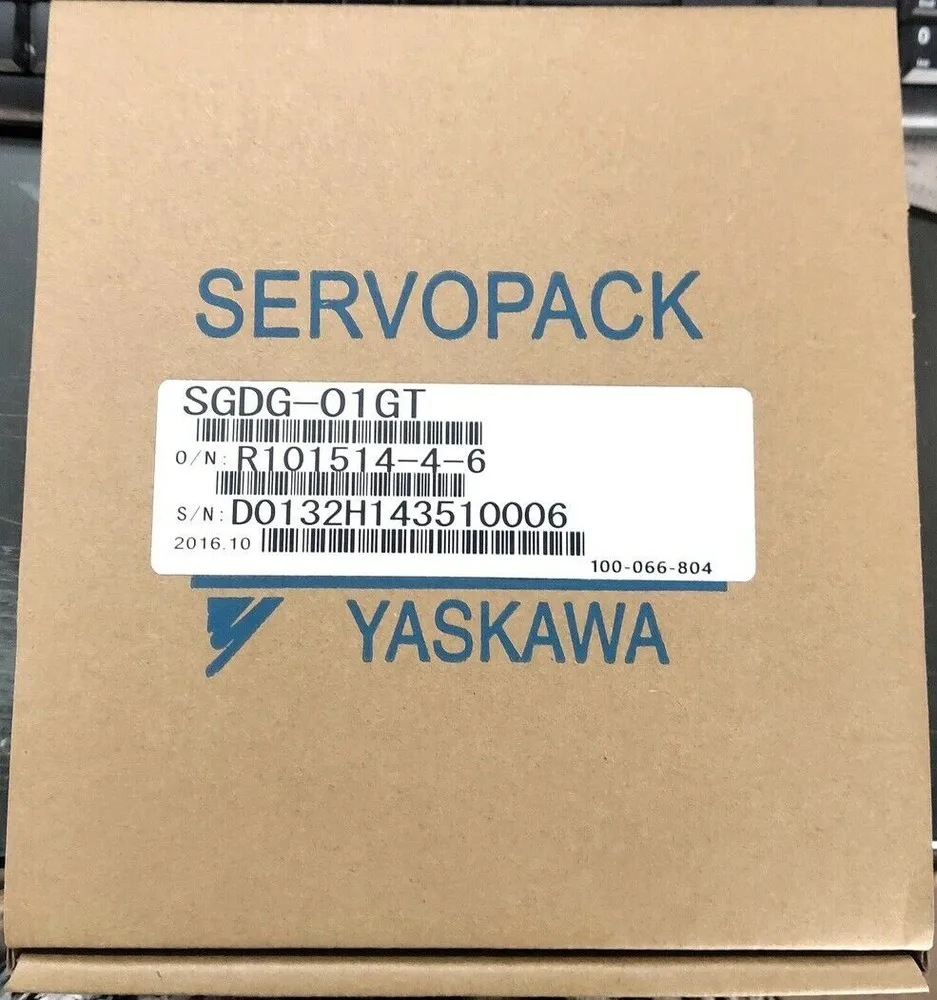 SERVOPACK
SGDG-01GT
O/N: R101514-4-6
S/N: D0132H143510006
2016.10
100-066-804
YASKAWA